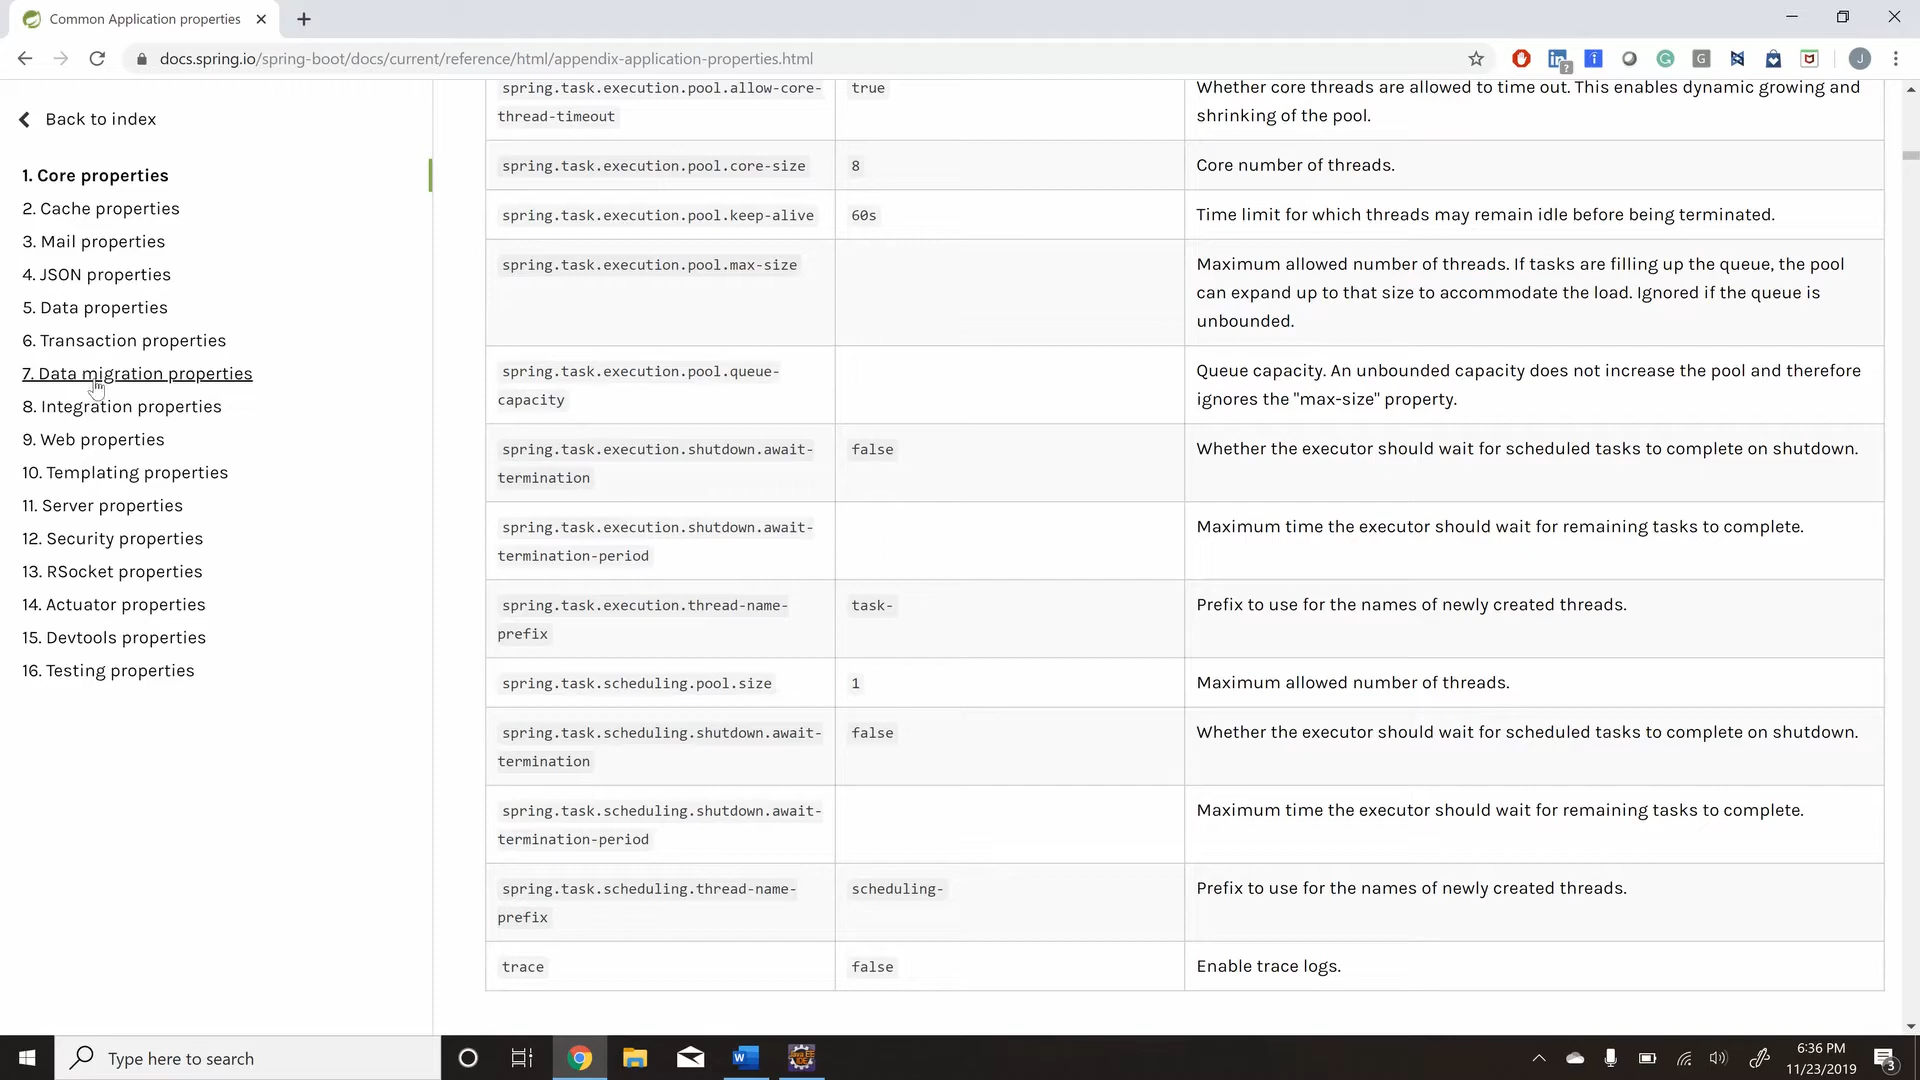 Common Application properties
docs.spring.io/spring-boot/docs/current/reference/html/appendix-application-properties.html
Back to index
1. Core properties
2. Cache properties
3. Mail properties
4. JSON properties
5. Data properties
6. Transaction properties
7. Data migration properties
8. Integration properties
9. Web properties
10. Templating properties
11. Server properties
12. Security properties
13. RSocket properties
14. Actuator properties
15. Devtools properties
16. Testing properties
spring.task.execution.pool.allow-core-
thread-timeout
true
Whether core threads are allowed to time out. This enables dynamic growing and
shrinking of the pool.
spring.task.execution.pool.core-size
8
Core number of threads.
spring.task.execution.pool.keep-alive
60s
Time limit for which threads may remain idle before being terminated.
spring.task.execution.pool.max-size
Maximum allowed number of threads. If tasks are filling up the queue, the pool
can expand up to that size to accommodate the load. Ignored if the queue is
unbounded.
spring.task.execution.pool.queue-
capacity
Queue capacity. An unbounded capacity does not increase the pool and therefore
ignores the "max-size" property.
spring.task.execution.shutdown.await-
termination
false
Whether the executor should wait for scheduled tasks to complete on shutdown.
spring.task.execution.shutdown.await-
termination-period
Maximum time the executor should wait for remaining tasks to complete.
spring.task.execution.thread-name-
prefix
task-
Prefix to use for the names of newly created threads.
spring.task.scheduling.pool.size
1
Maximum allowed number of threads.
spring.task.scheduling.shutdown.await-
termination
false
Whether the executor should wait for scheduled tasks to complete on shutdown.
spring.task.scheduling.shutdown.await-
termination-period
Maximum time the executor should wait for remaining tasks to complete.
spring.task.scheduling.thread-name-
prefix
scheduling-
Prefix to use for the names of newly created threads.
trace
false
Enable trace logs.
Type here to search
6:36 PM
11/23/2019
3